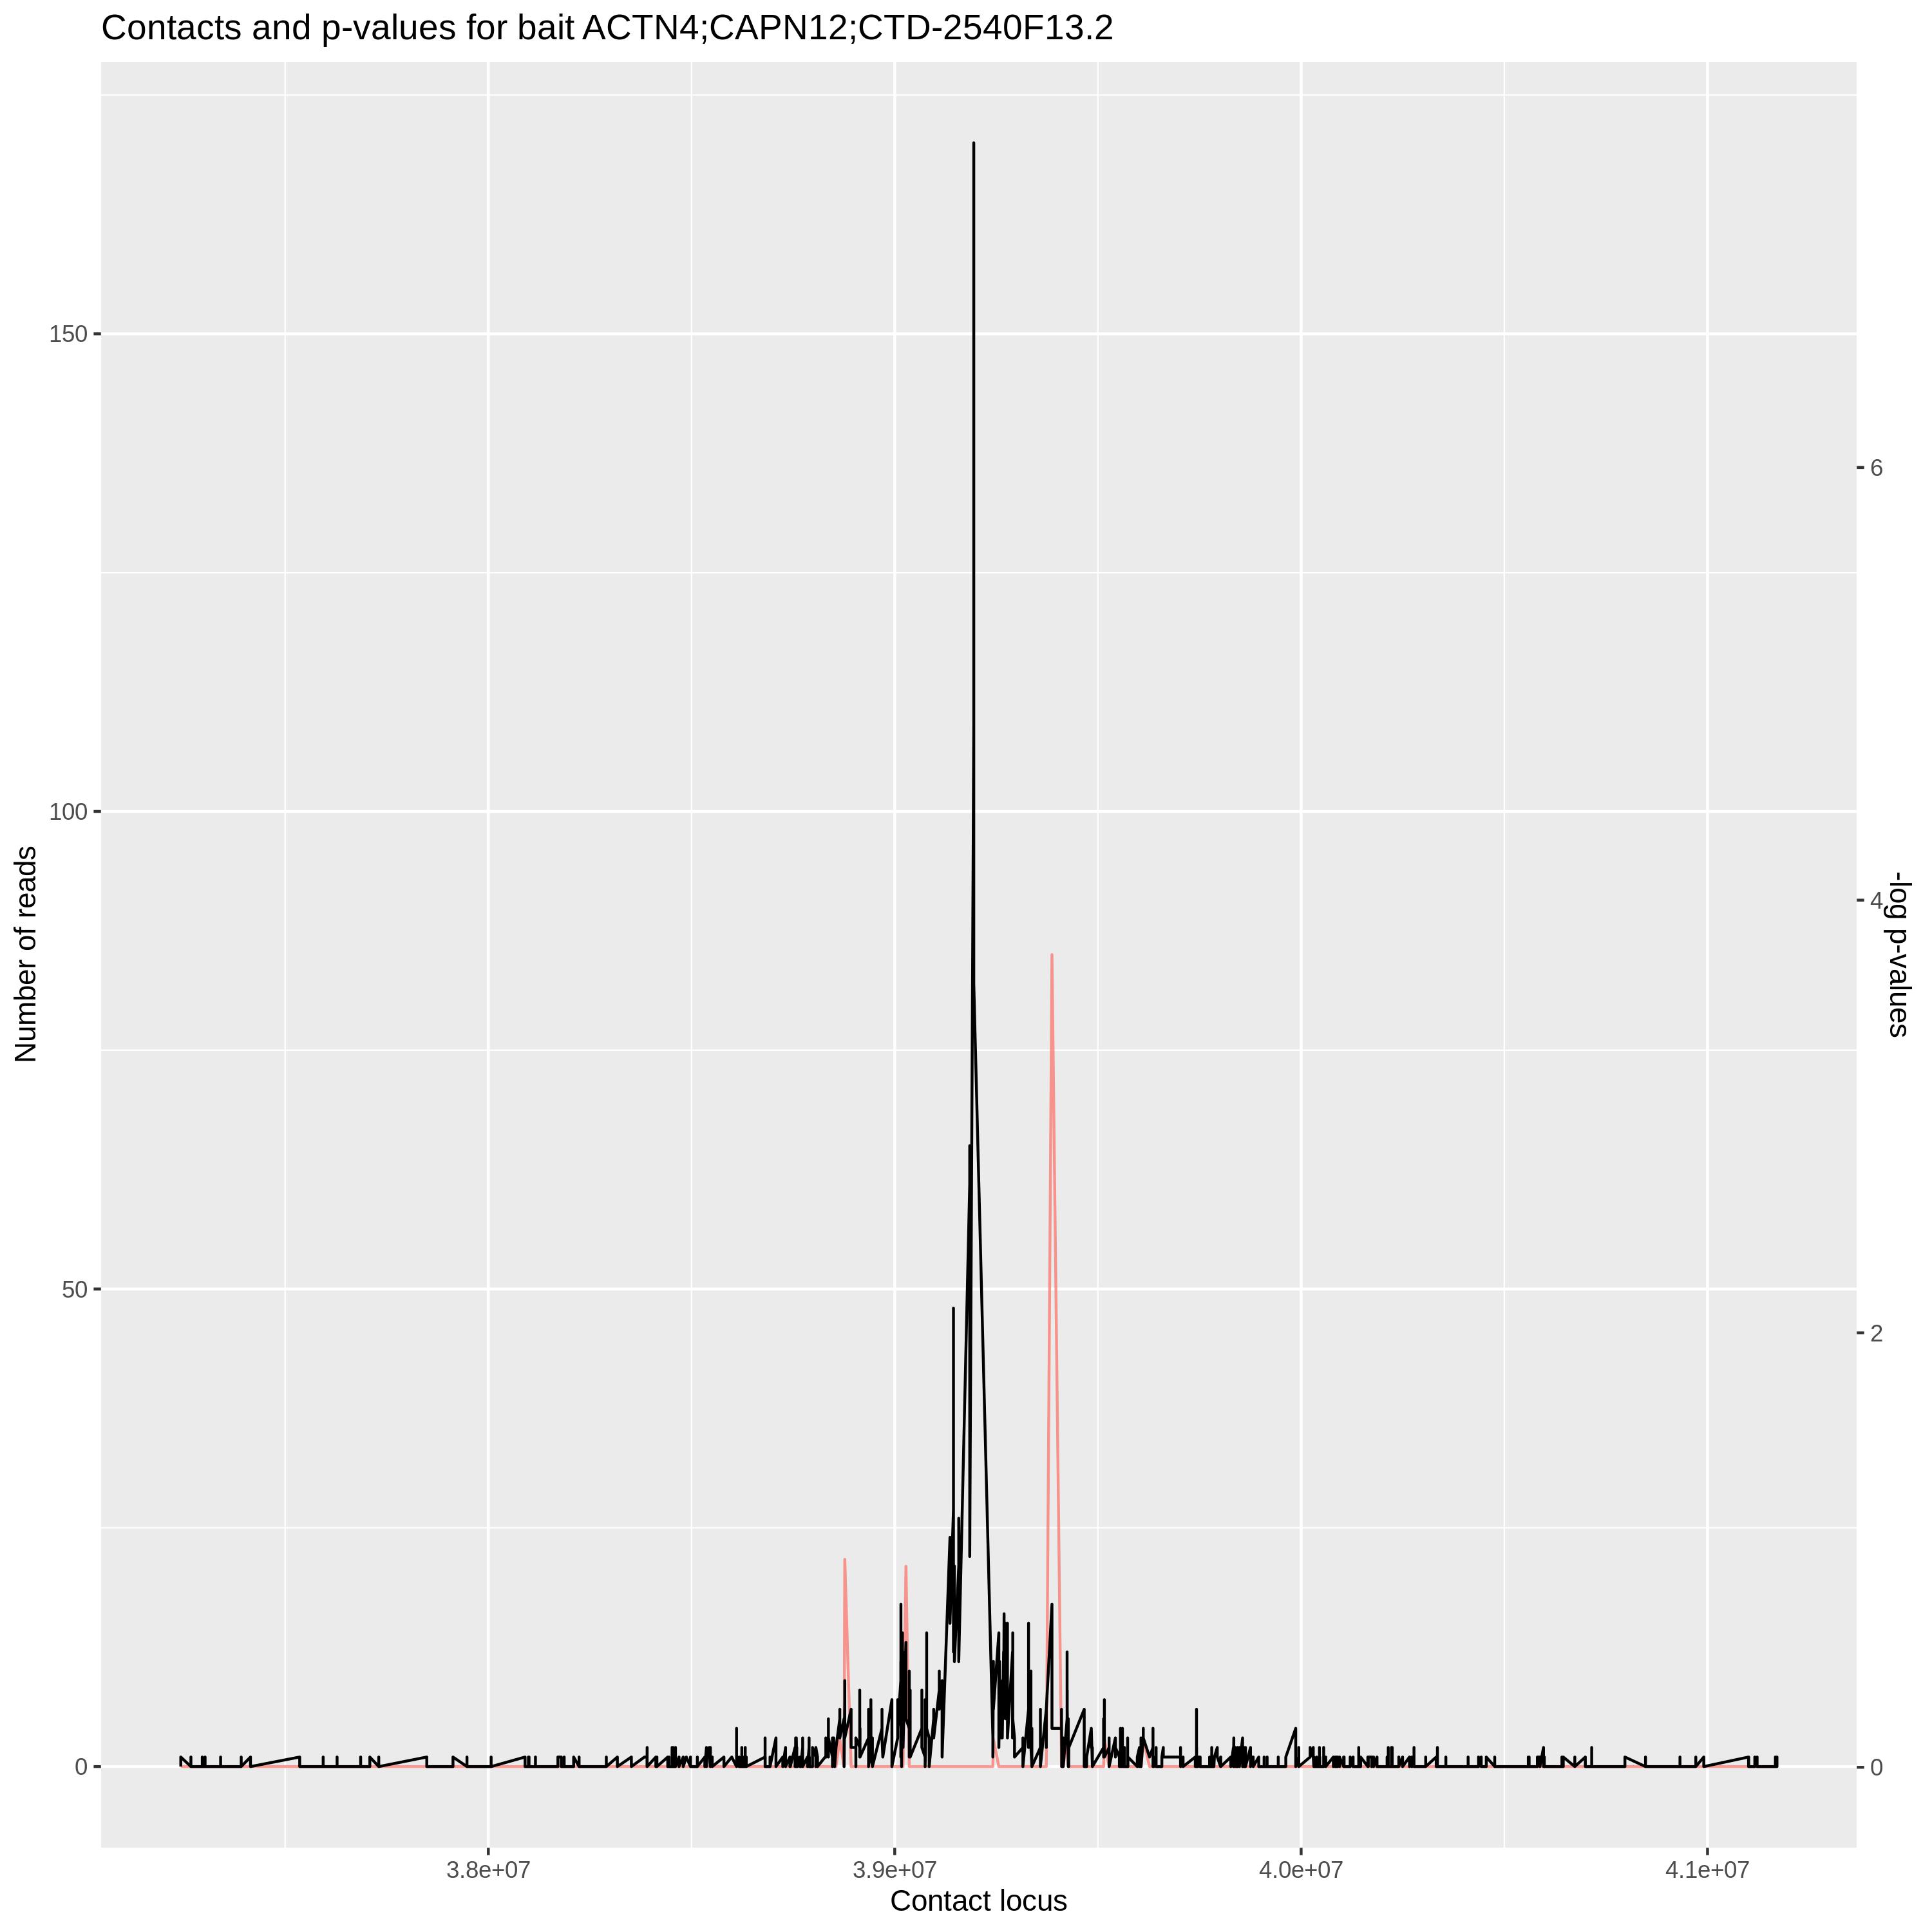 Contacts and p-values for bait ACTN4;CAPN12;CTD-2540F13.2
Number of reads
150
100
50
0
6
4
2
0
-log p-values
3.8e+07 3.9e+07 4.0e+07 4.1e+07
Contact locus